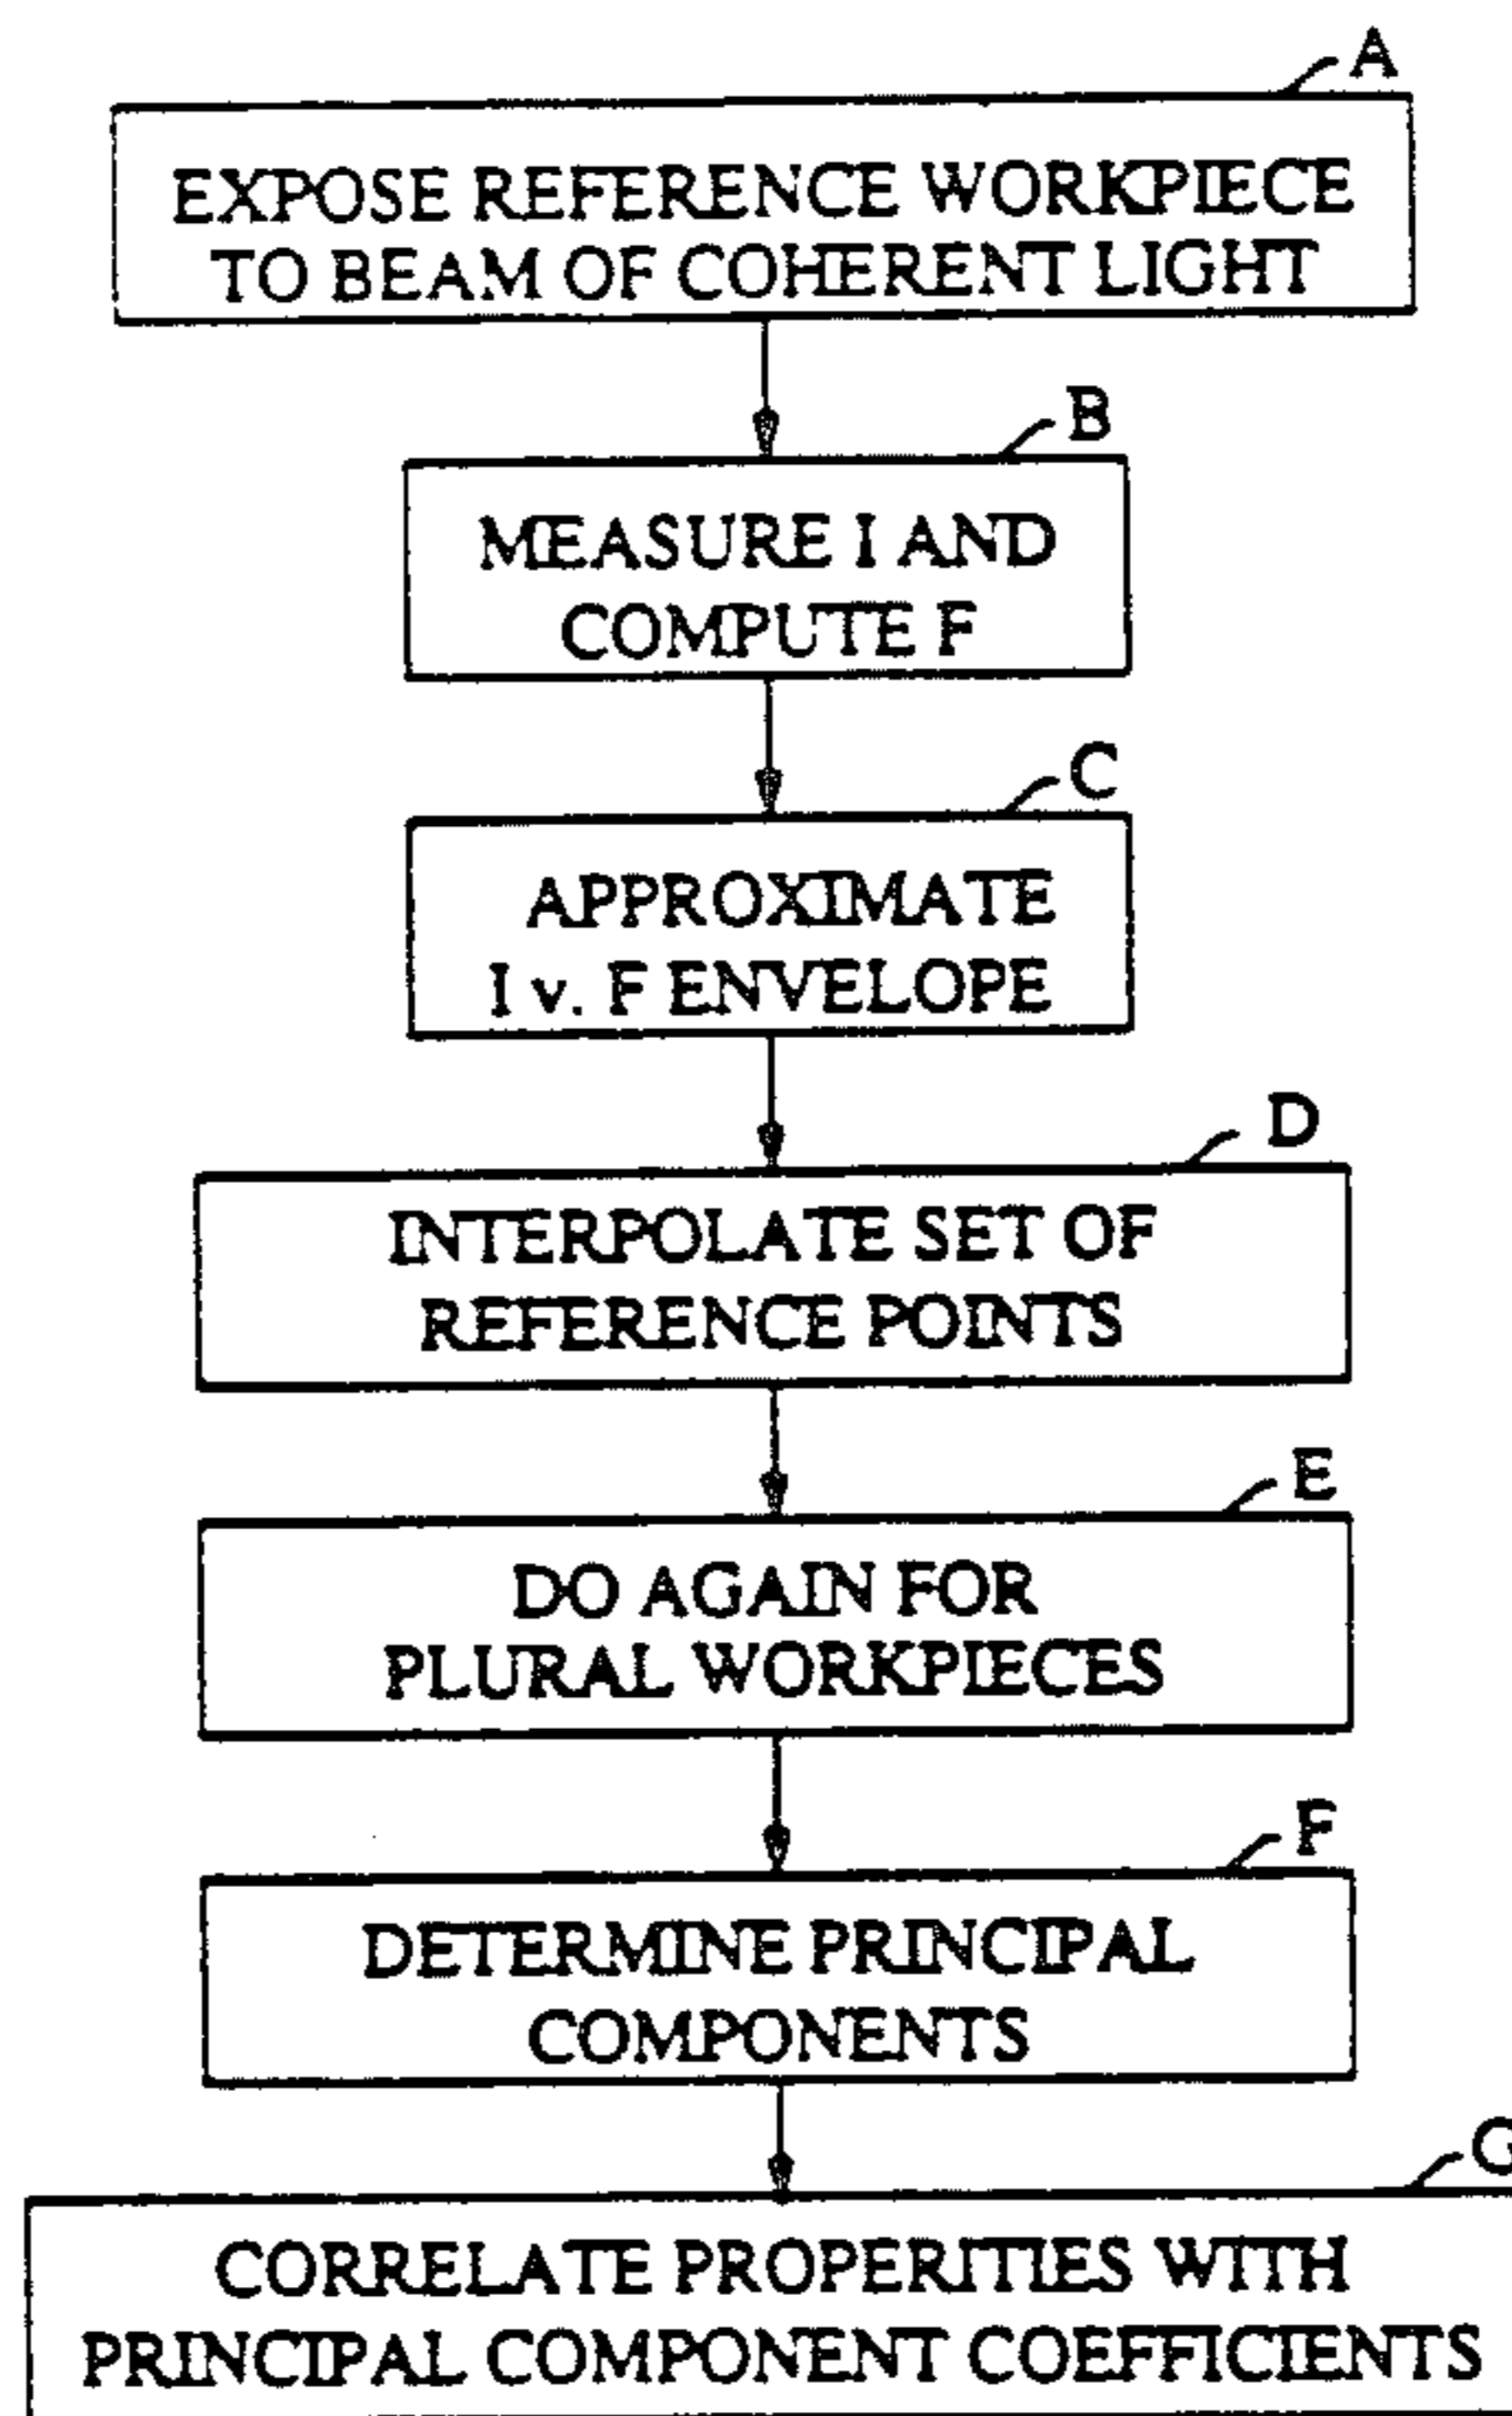 A
EXPOSE REFERENCE WORKPIECE
TO BEAM OF COHERENT LIGHT
B
MEASURE I AND
COMPUTE F
C
APPROXIMATE
I v. F ENVELOPE
D
INTERPOLATE SET OF
REFERENCE POINTS
E
DO AGAIN FOR
PLURAL WORKPIECES
F
DETERMINE PRINCIPAL
COMPONENTS
G
CORRELATE PROPERITIES WITH
PRINCIPAL COMPONENT COEFFICIENTS